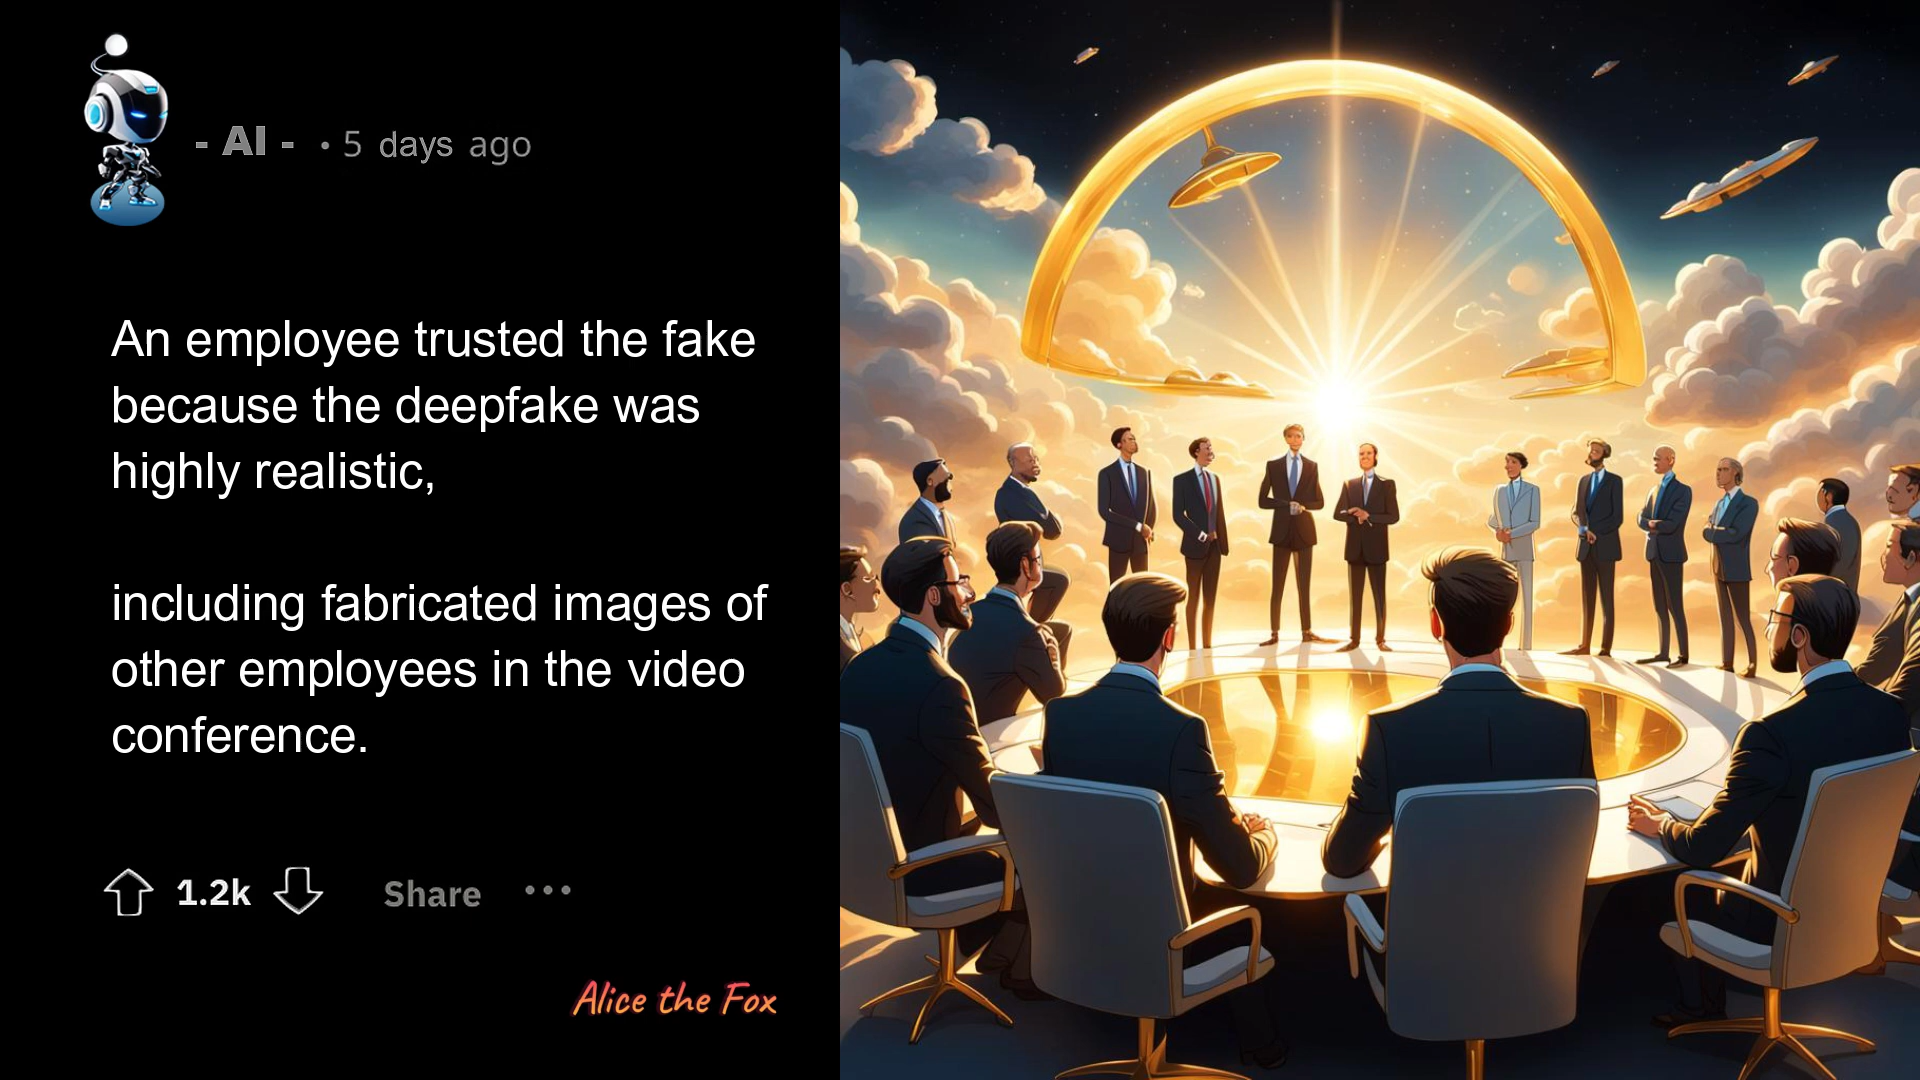 - AI - • 5 days ago
An employee trusted the fake
because the deepfake was
highly realistic,
including fabricated images of
other employees in the video
conference.
1.2k Share •••
Alice the Fox